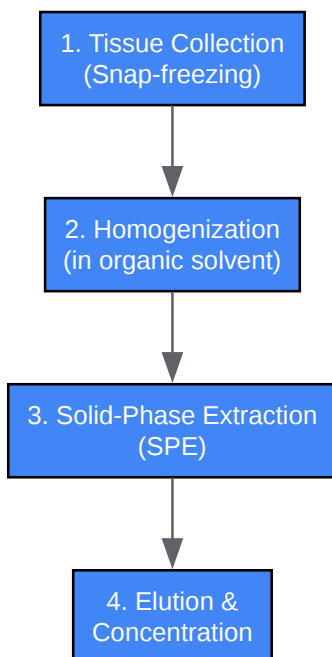 1. Tissue Collection
(Snap-freezing)
2. Homogenization
(in organic solvent)
3. Solid-Phase Extraction
(SPE)
4. Elution &
Concentration